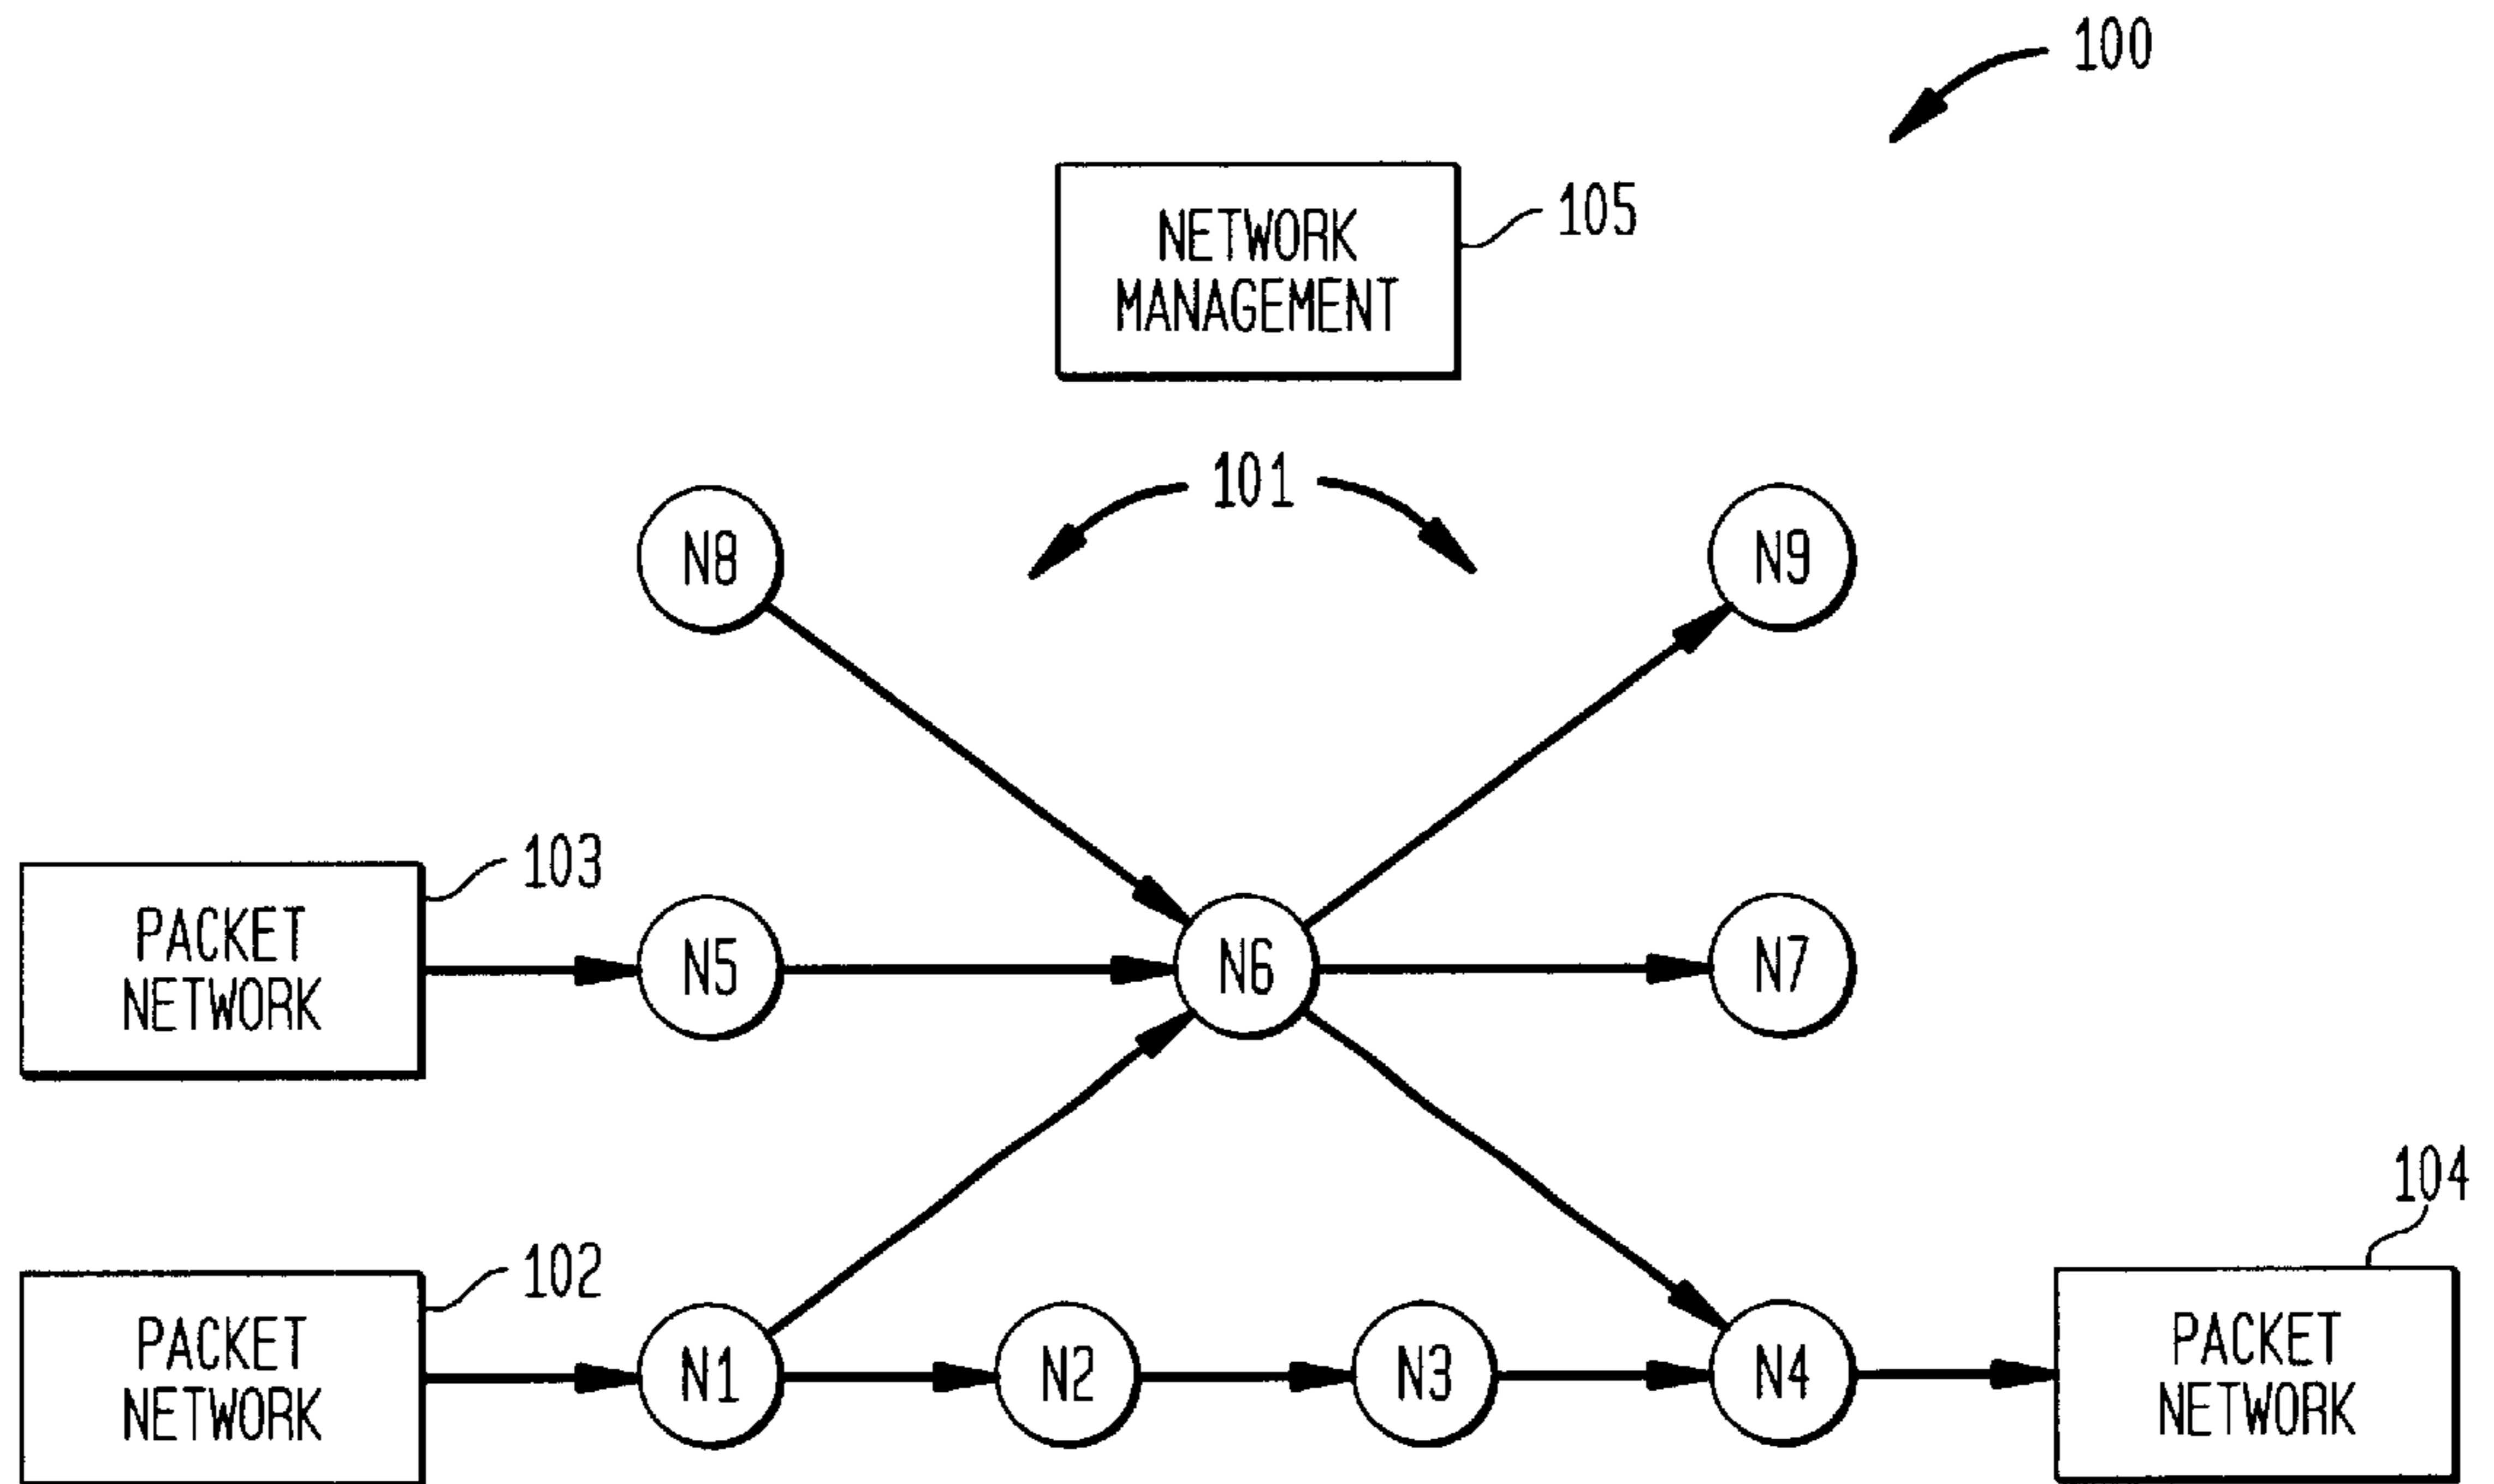 100
NETWORK
MANAGEMENT
105
101
N8
N9
103
PACKET
NETWORK
N5
N6
N7
104
102
PACKET
NETWORK
N1
N2
N3
N4
PACKET
NETWORK